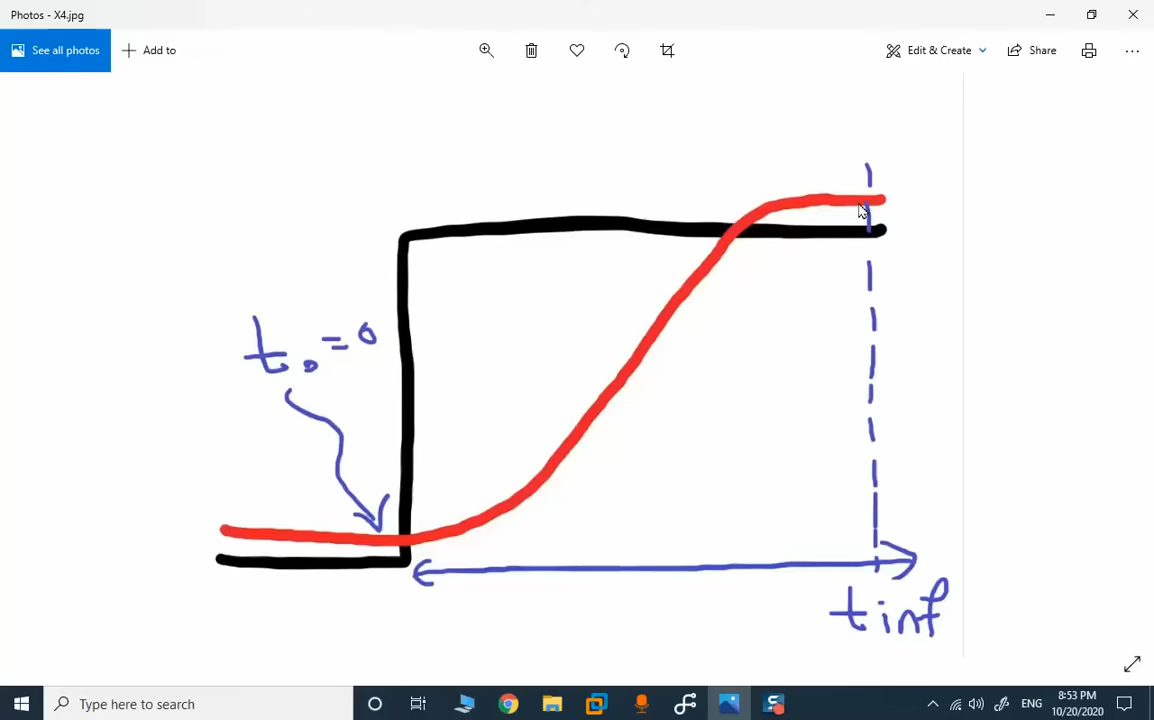 Photos - X4.jpg
See all photos
Add to
Edit & Create
Share
t₀=0
tinf
Type here to search
ENG
8:53 PM
10/20/2020